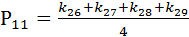 P₁₁ = (k₂₆+k₂₇+k₂₈+k₂₉)/4